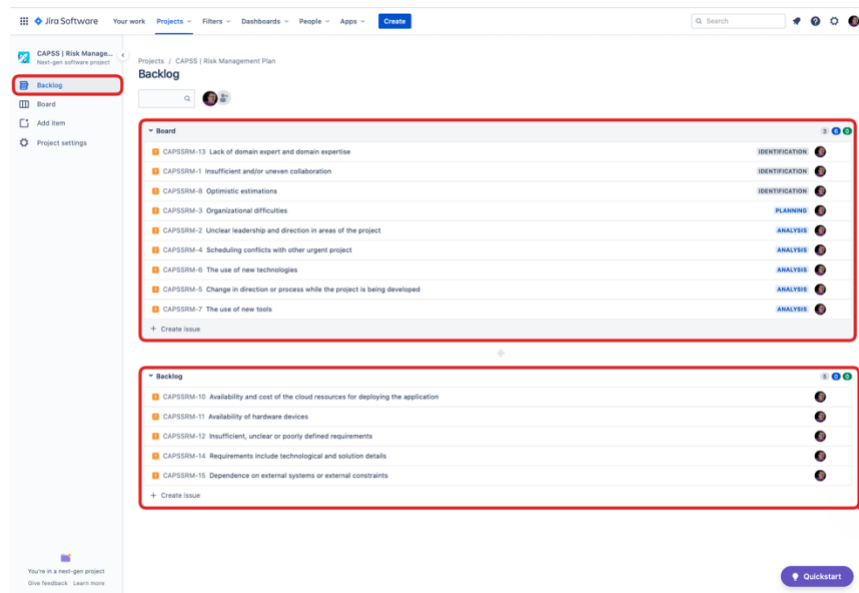 Jira Software Your work Projects Filters Dashboards People Apps Create Search
CAPSS | Risk Manage...
Next-gen software project
Backlog
Board
Add item
Project settings
Projects / CAPSS | Risk Management Plan
Backlog
Board 3 6 0
CAPSSRM-13 Lack of domain expert and domain expertise IDENTIFICATION
CAPSSRM-1 Insufficient and/or uneven collaboration IDENTIFICATION
CAPSSRM-8 Optimistic estimations IDENTIFICATION
CAPSSRM-3 Organizational difficulties PLANNING
CAPSSRM-2 Unclear leadership and direction in areas of the project ANALYSIS
CAPSSRM-4 Scheduling conflicts with other urgent project ANALYSIS
CAPSSRM-6 The use of new technologies ANALYSIS
CAPSSRM-5 Change in direction or process while the project is being developed ANALYSIS
CAPSSRM-7 The use of new tools ANALYSIS
+ Create issue
Backlog 5 0 0
CAPSSRM-10 Availability and cost of the cloud resources for deploying the application
CAPSSRM-11 Availability of hardware devices
CAPSSRM-12 Insufficient, unclear or poorly defined requirements
CAPSSRM-14 Requirements include technological and solution details
CAPSSRM-15 Dependence on external systems or external constraints
+ Create issue
You're in a next-gen project
Give feedback Learn more
Quickstart